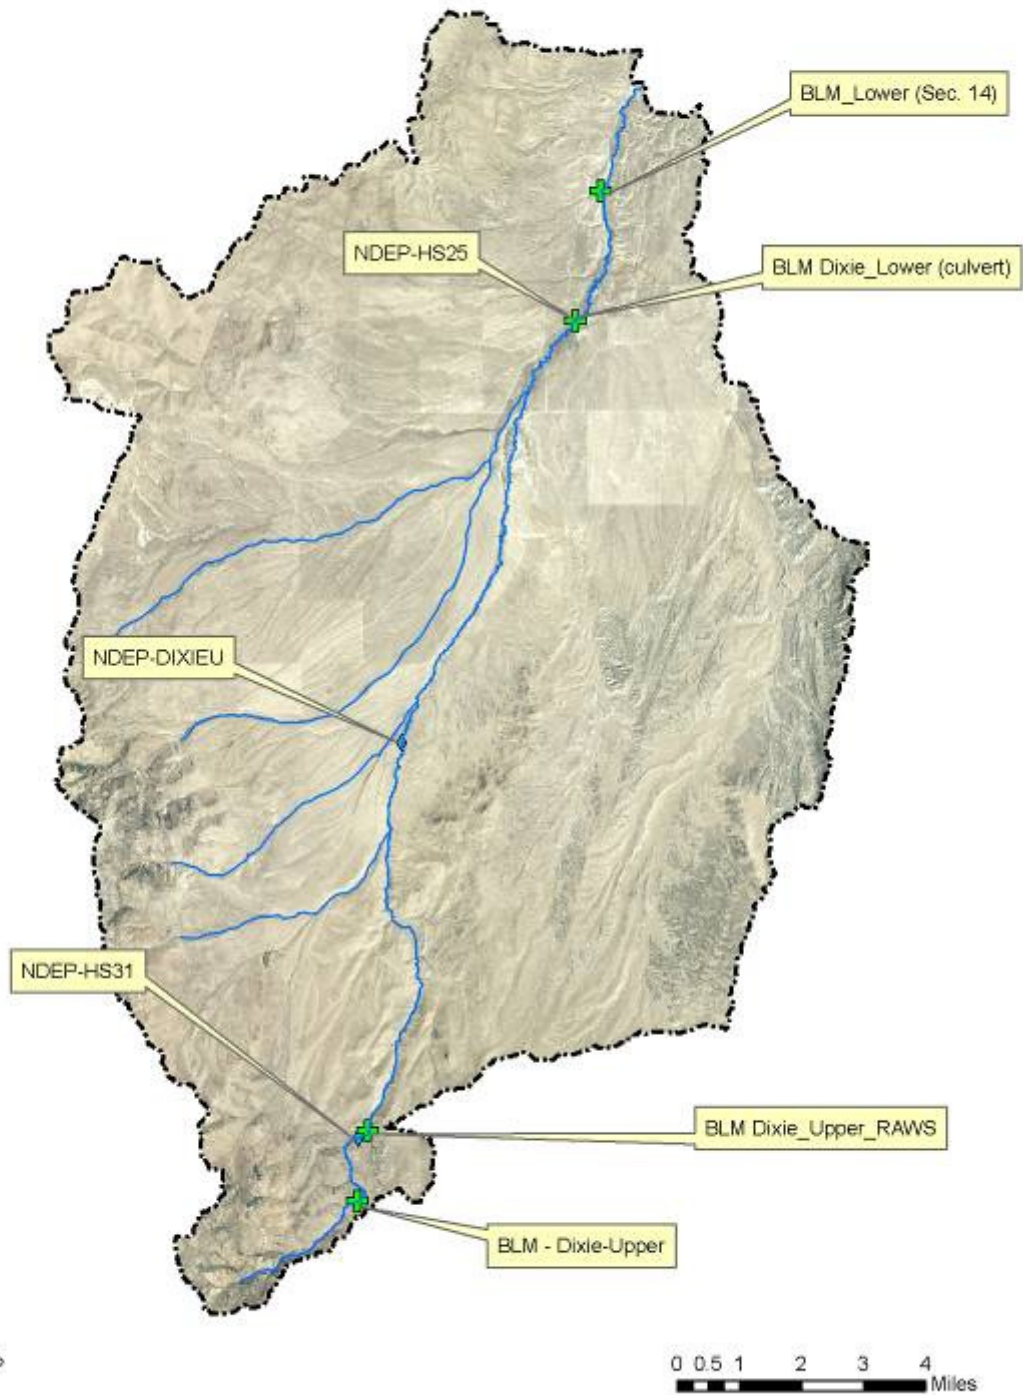 BLM_Lower (Sec. 14)
NDEP-HS25
BLM Dixie_Lower (culvert)
NDEP-DIXIEU
NDEP-HS31
BLM Dixie_Upper_RAWS
BLM - Dixie-Upper
0 0.5 1 2 3 4
Miles